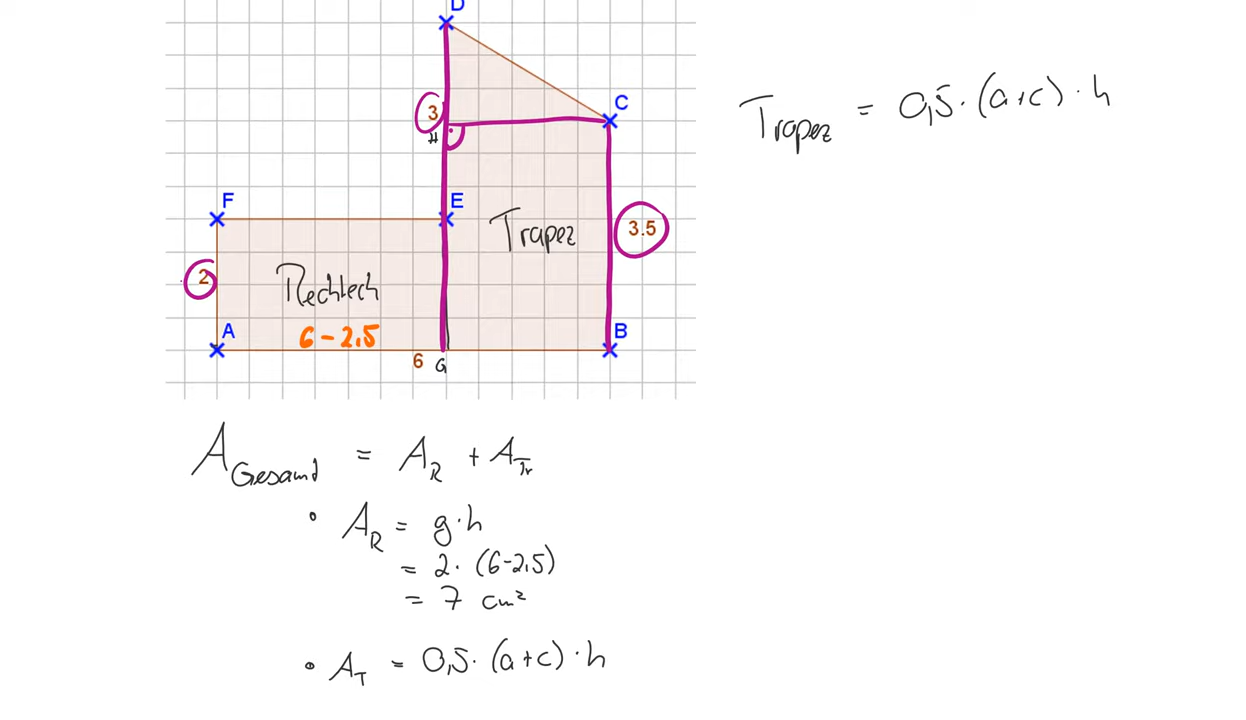 D
3
C
Trapez = 0,5 · (a+c) · h
H
F
E
Trapez
3.5
2
Rechteck
A
6 - 2,5
B
6
G
A Gesamt = A_R + A_Tr
• A_R = g · h
= 2 · (6-2,5)
= 7 cm²
• A_T = 0,5 · (a+c) · h